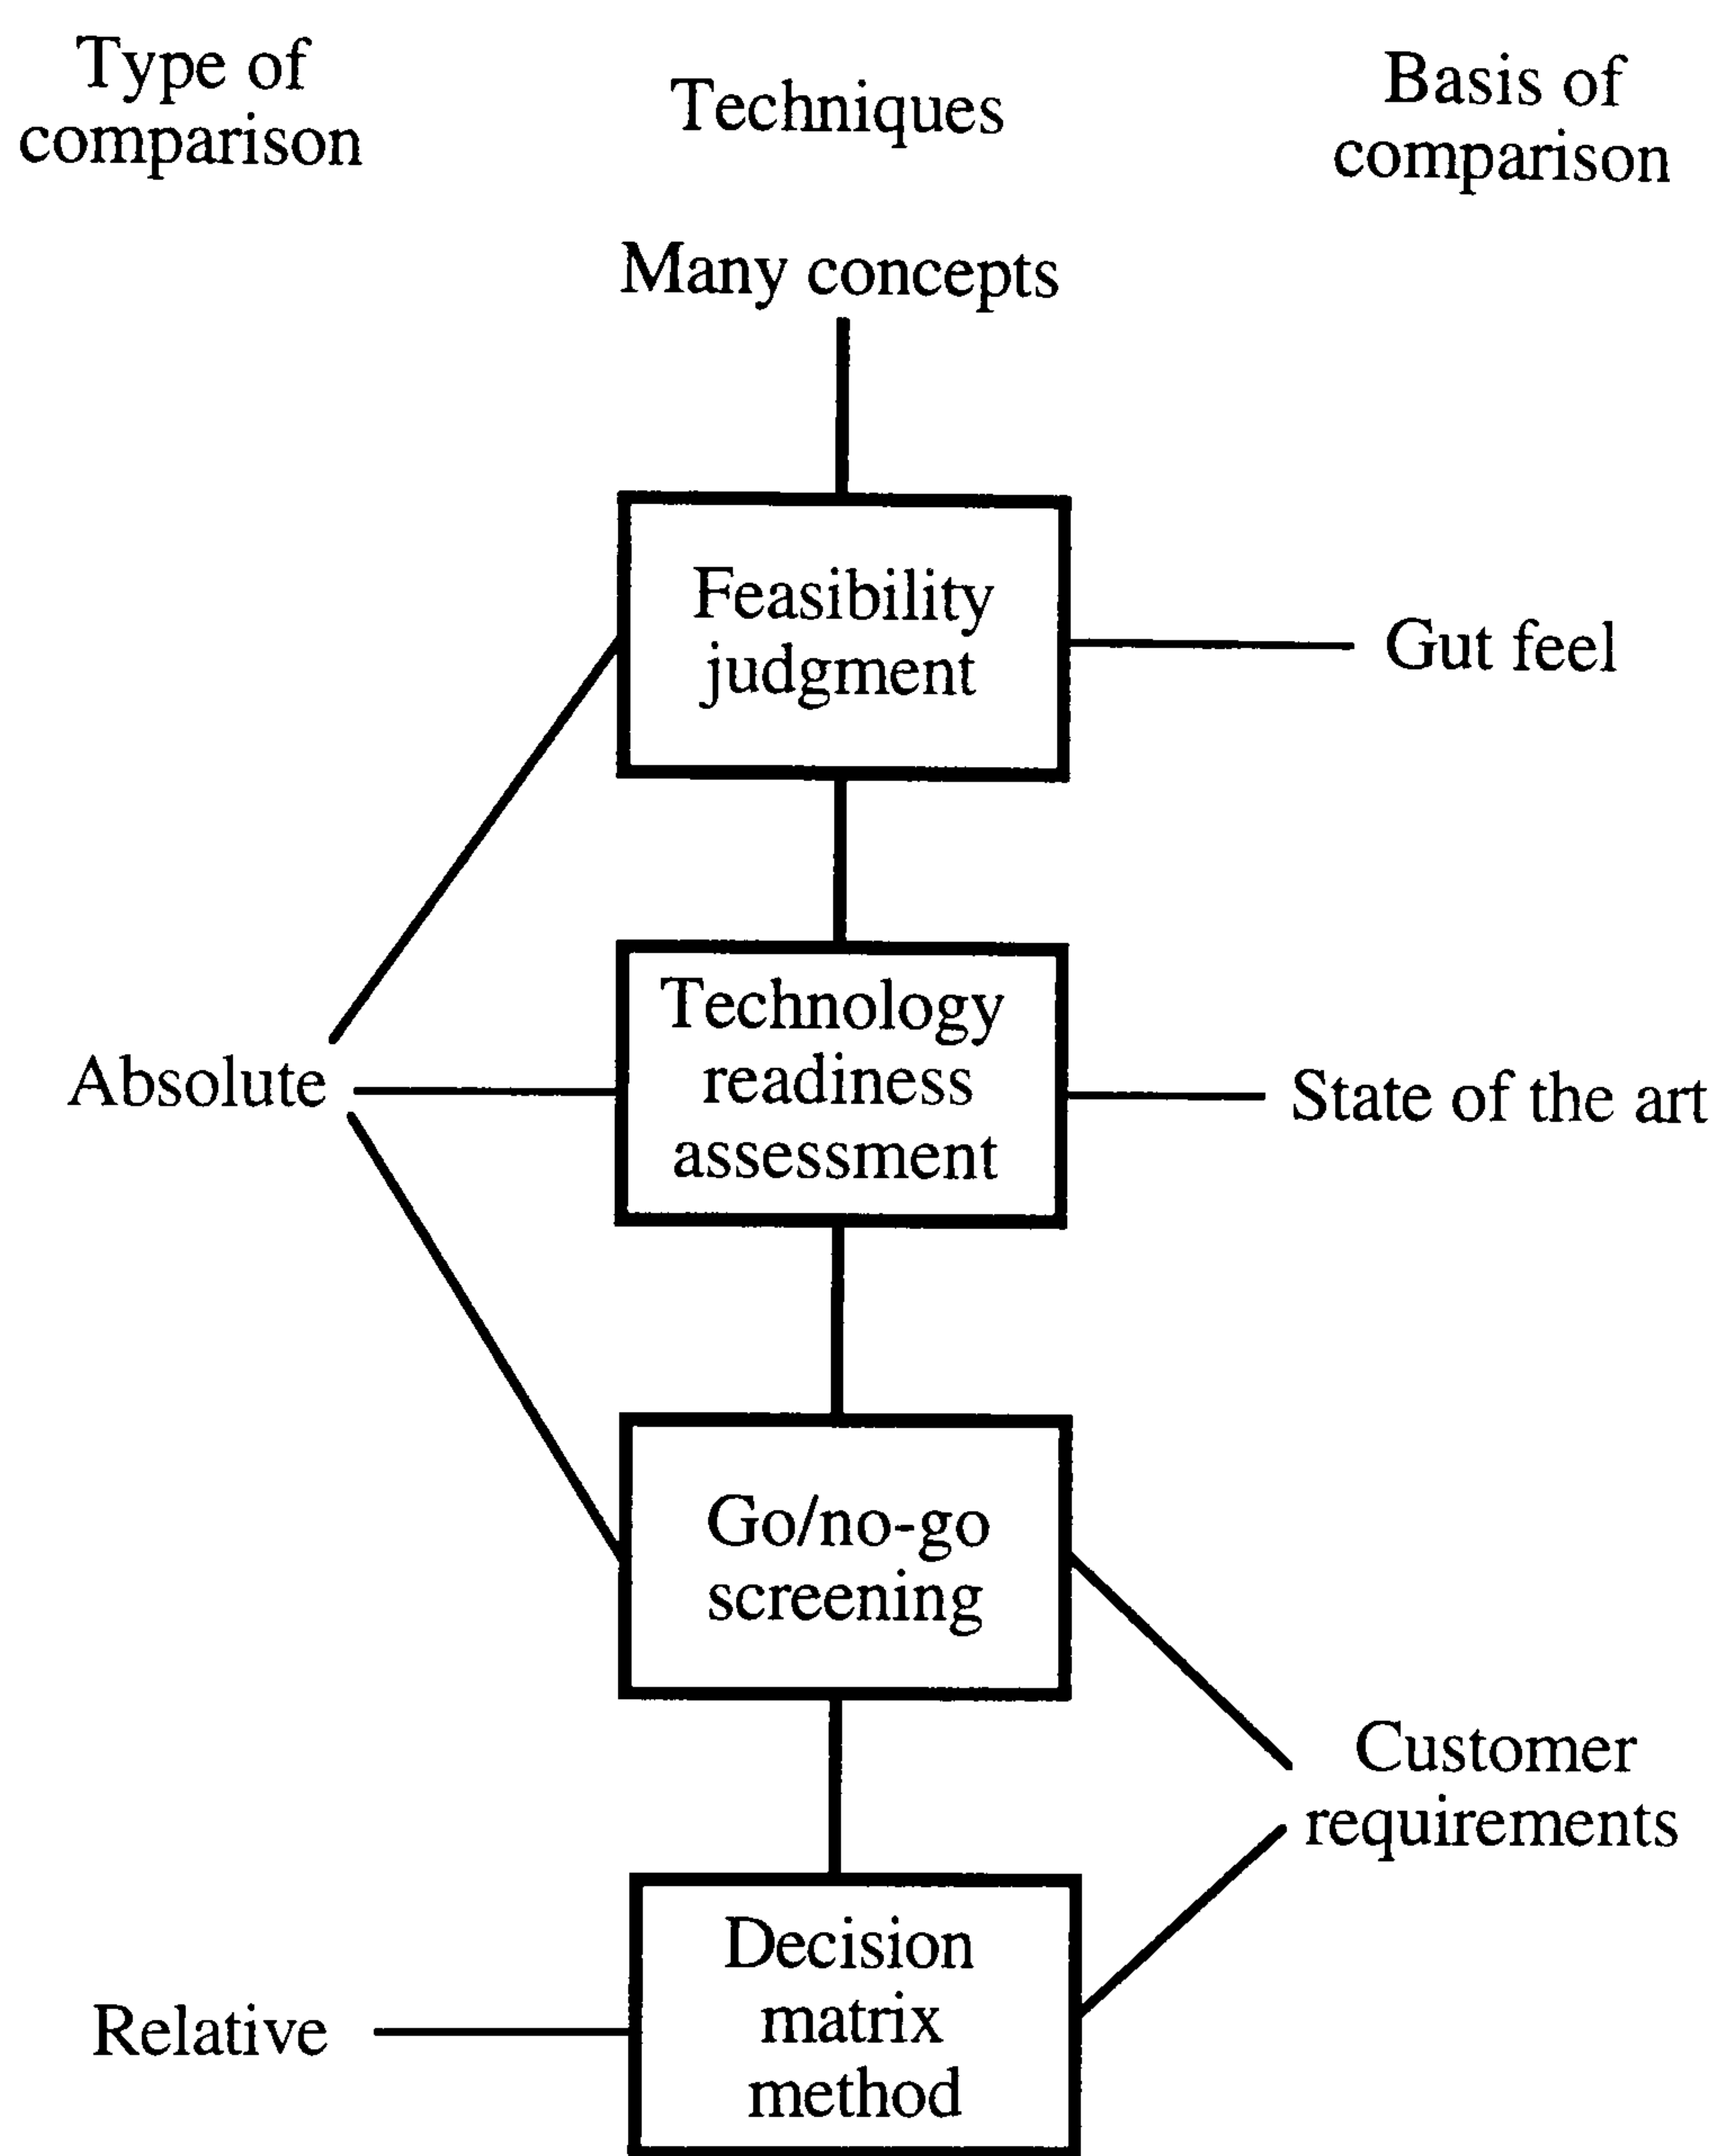 Type of
comparison
Techniques
Basis of
comparison
Many concepts
Feasibility
judgment
Gut feel
Technology
readiness
assessment
Absolute
State of the art
Go/no-go
screening
Customer
requirements
Decision
matrix
method
Relative